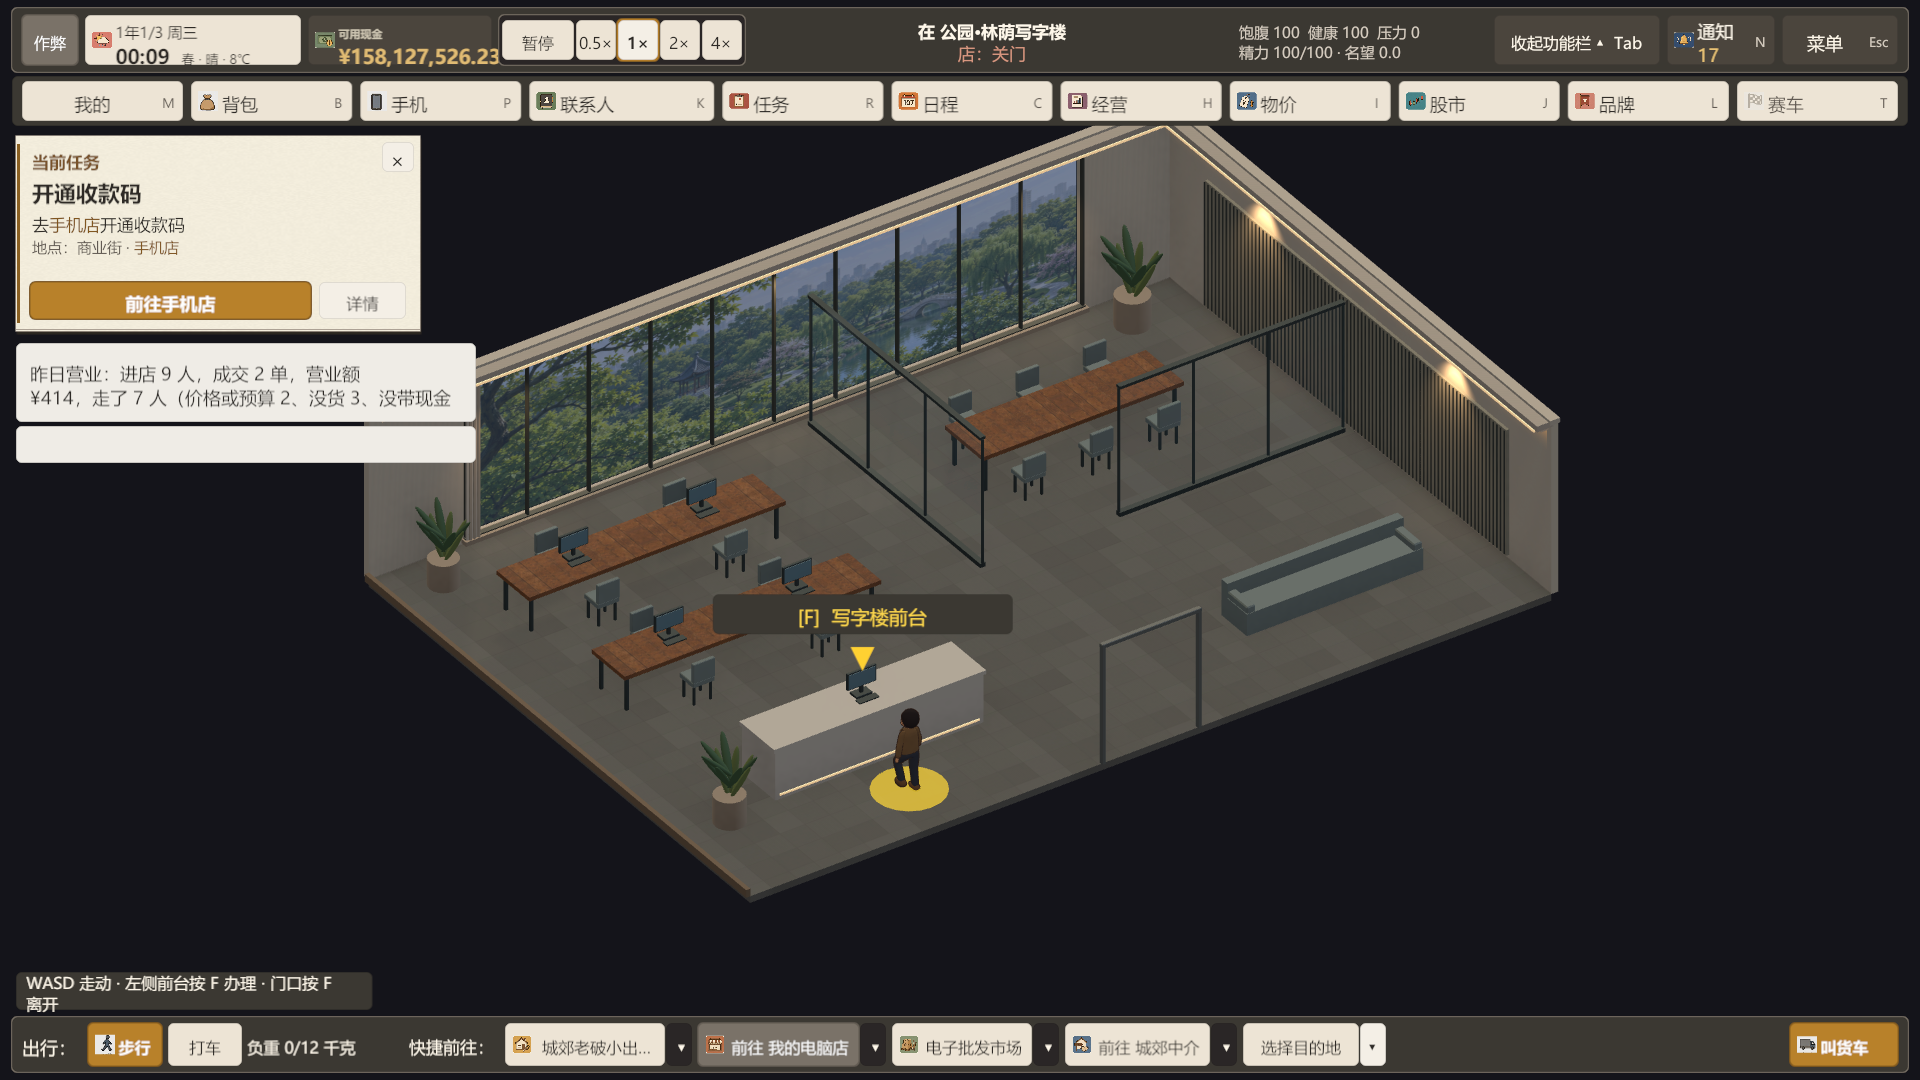 作弊
1年1/3 周三
00:09 春 · 晴 · 8℃
可用现金
¥158,127,526.23
暂停 0.5× 1× 2× 4×
在 公园·林荫写字楼
店：关门
饱腹 100 健康 100 压力 0
精力 100/100 · 名望 0.0
收起功能栏▲ Tab
通知 N
17
菜单 Esc
我的 M
背包 B
手机 P
联系人 K
任务 R
日程 C
经营 H
物价 I
股市 J
品牌 L
赛车 T
当前任务
×
开通收款码
去手机店开通收款码
地点：商业街 · 手机店
前往手机店
详情
昨日营业：进店 9 人，成交 2 单，营业额
¥414，走了 7 人（价格或预算 2、没货 3、没带现金
[F] 写字楼前台
WASD 走动 · 左侧前台按 F 办理 · 门口按 F
离开
出行：
步行
打车
负重 0/12 千克
快捷前往：
城郊老破小出...
前往 我的电脑店
电子批发市场
前往 城郊中介
选择目的地
叫货车